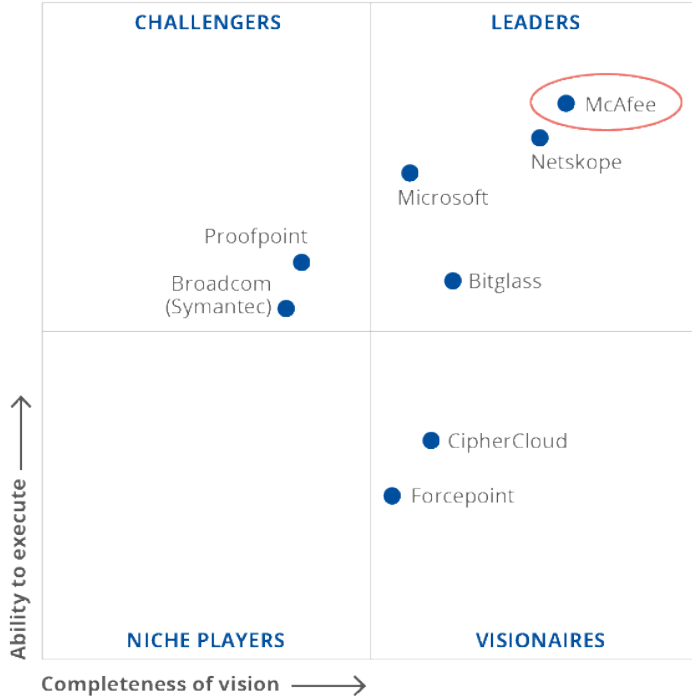 CHALLENGERS
LEADERS
McAfee
Netskope
Microsoft
Proofpoint
Broadcom
(Symantec)
Bitglass
CipherCloud
Forcepoint
Ability to execute
NICHE PLAYERS
VISIONAIRES
Completeness of vision